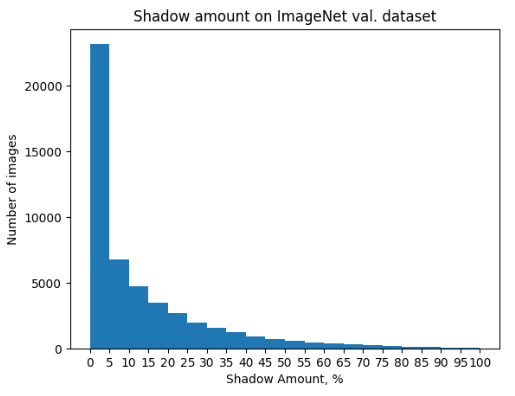 Shadow amount on ImageNet val. dataset
Number of images
20000
15000
10000
5000
0
0 5 10 15 20 25 30 35 40 45 50 55 60 65 70 75 80 85 90 95 100
Shadow Amount, %